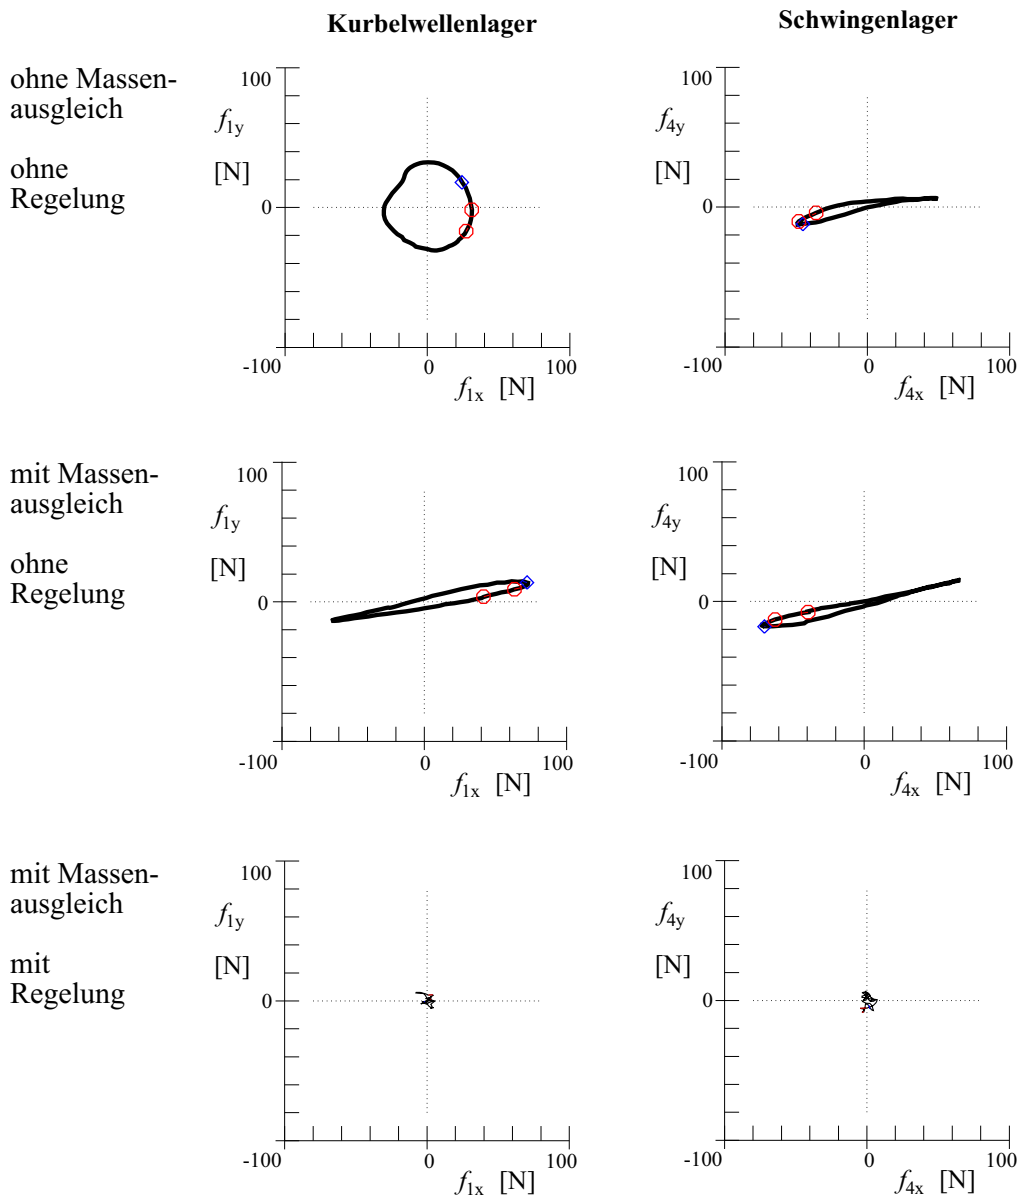 Kurbelwellenlager
Schwingenlager
ohne Massen-
ausgleich
ohne
Regelung
100
f1y
[N]
0
-100
0
100
f1x [N]
100
f4y
[N]
0
-100
0
100
f4x [N]
mit Massen-
ausgleich
ohne
Regelung
100
f1y
[N]
0
-100
0
100
f1x [N]
100
f4y
[N]
0
-100
0
100
f4x [N]
mit Massen-
ausgleich
mit
Regelung
100
f1y
[N]
0
-100
0
100
f1x [N]
100
f4y
[N]
0
-100
0
100
f4x [N]